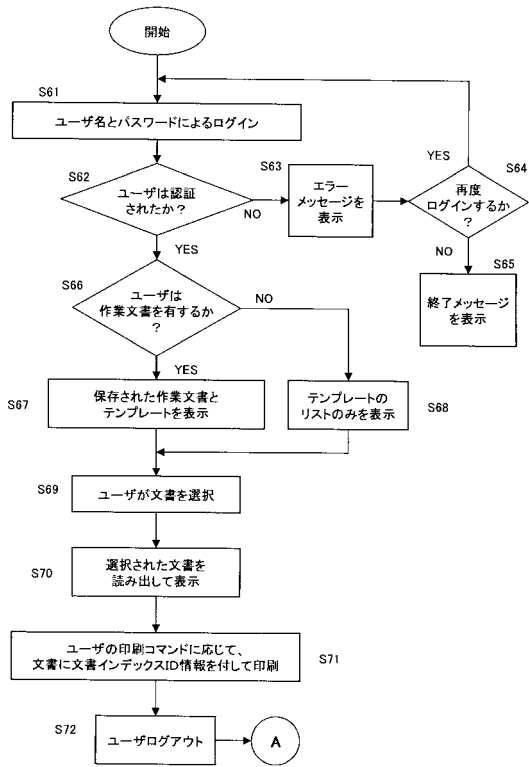 開始
S61
ユーザ名とパスワードによるログイン
S62
ユーザは認証
されたか?
NO
YES
S63
エラー
メッセージを
表示
YES
S64
再度
ログインするか
?
NO
S65
終了メッセージ
を表示
S66
ユーザは
作業文書を有するか
?
NO
YES
S67
保存された作業文書と
テンプレートを表示
テンプレートの
リストのみを表示
S68
S69
ユーザが文書を選択
S70
選択された文書を
読み出して表示
ユーザの印刷コマンドに応じて、
文書に文書インデックスID情報を付して印刷
S71
S72
ユーザログアウト
A